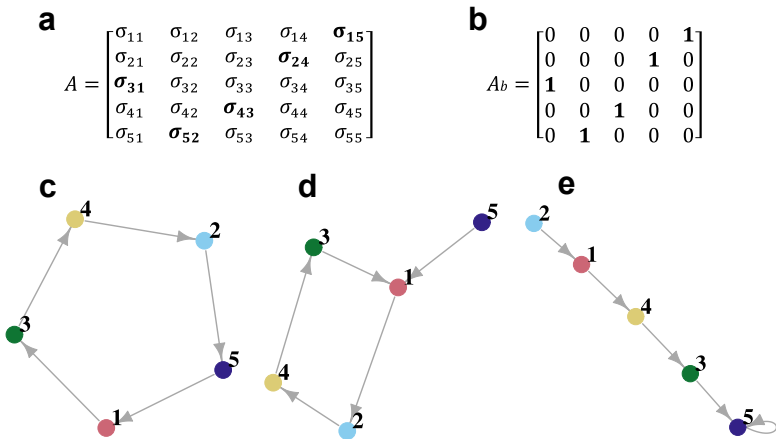 a
A = [σ₁₁ σ₁₂ σ₁₃ σ₁₄ σ₁₅
σ₂₁ σ₂₂ σ₂₃ σ₂₄ σ₂₅
σ₃₁ σ₃₂ σ₃₃ σ₃₄ σ₃₅
σ₄₁ σ₄₂ σ₄₃ σ₄₄ σ₄₅
σ₅₁ σ₅₂ σ₅₃ σ₅₄ σ₅₅]
b
Ab = [0 0 0 0 1
0 0 0 1 0
1 0 0 0 0
0 0 1 0 0
0 1 0 0 0]
c
4
2
3
5
1
d
5
3
1
4
2
e
2
1
4
3
5